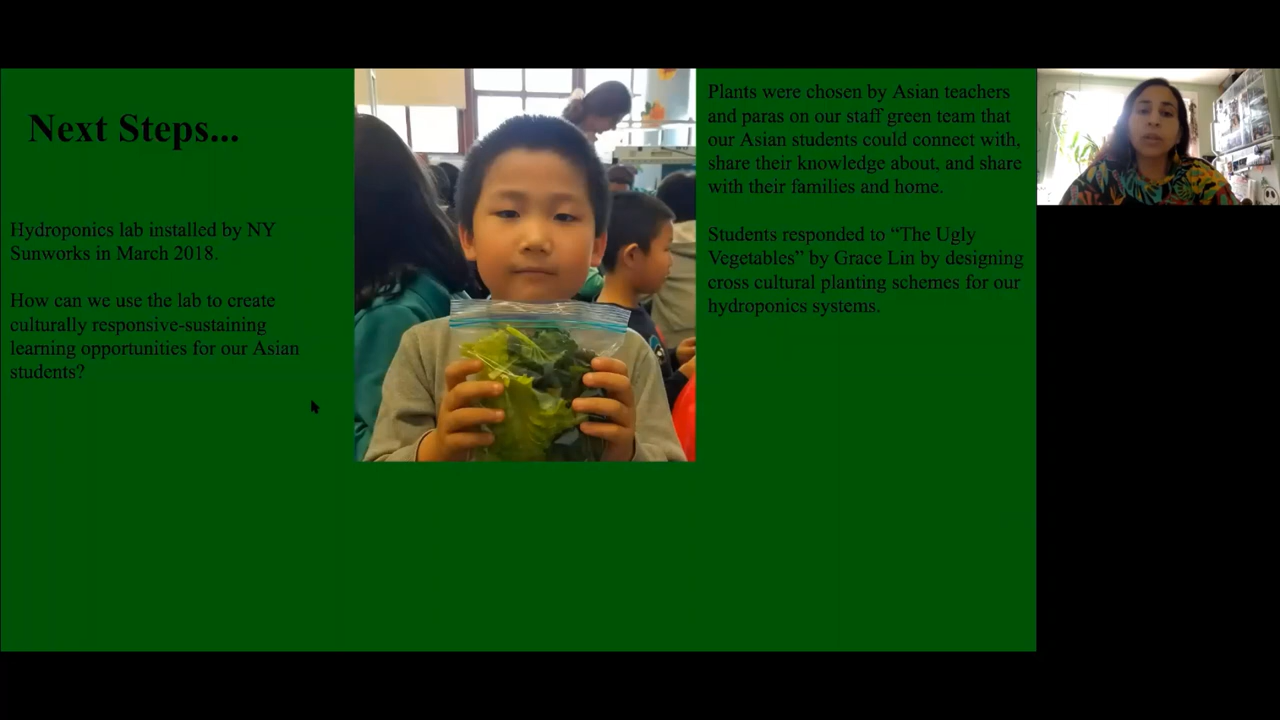 Next Steps...
Hydroponics lab installed by NY
Sunworks in March 2018.
How can we use the lab to create
culturally responsive-sustaining
learning opportunities for our Asian
students?
Plants were chosen by Asian teachers
and paras on our staff green team that
our Asian students could connect with,
share their knowledge about, and share
with their families and home.
Students responded to “The Ugly
Vegetables” by Grace Lin by designing
cross cultural planting schemes for our
hydroponics systems.